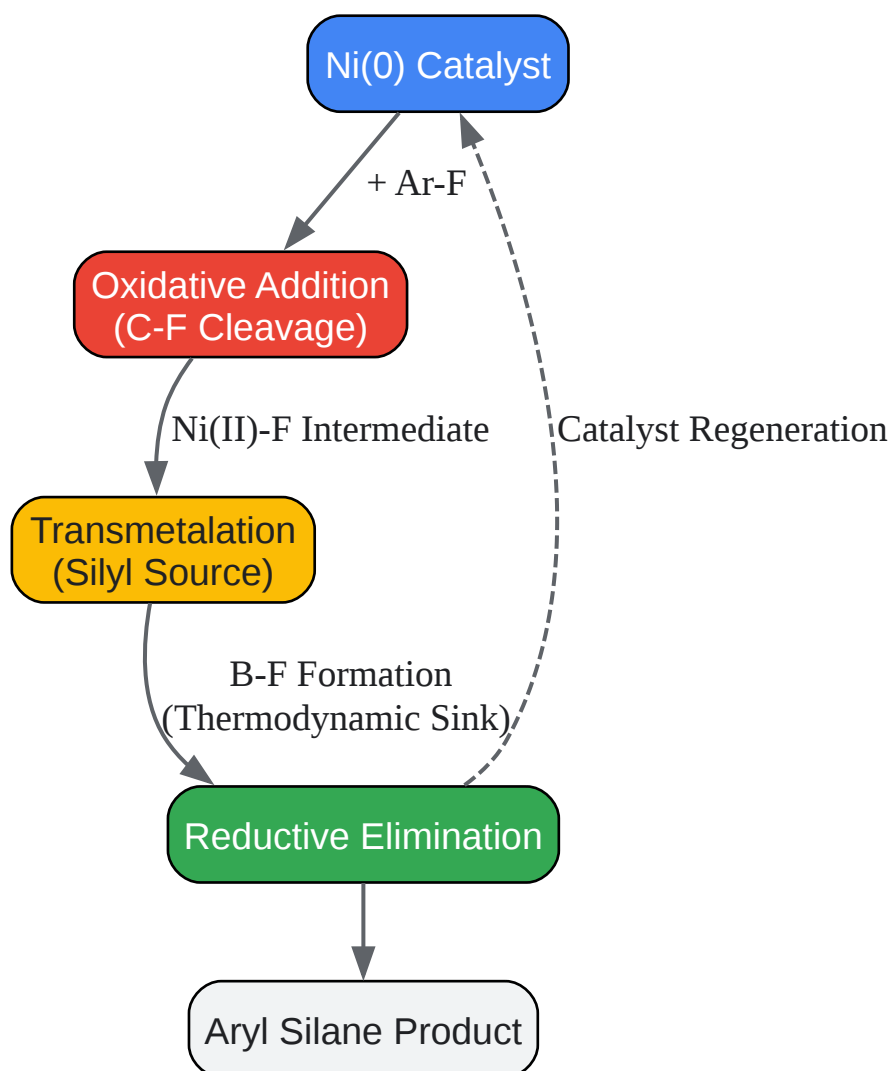 Ni(0) Catalyst
+ Ar-F
Oxidative Addition
(C-F Cleavage)
Ni(II)-F Intermediate
Catalyst Regeneration
Transmetalation
(Silyl Source)
B-F Formation
(Thermodynamic Sink)
Reductive Elimination
Aryl Silane Product